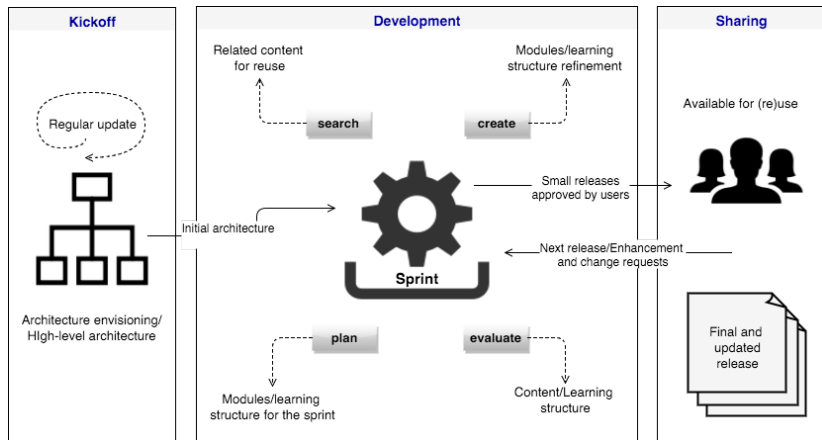 Kickoff
Regular update
Architecture envisioning/
HIgh-level architecture
Development
Related content
for reuse
Modules/learning
structure refinement
search
create
Initial architecture
Small releases
approved by users
Next release/Enhancement
and change requests
Sprint
plan
evaluate
Modules/learning
structure for the sprint
Content/Learning
structure
Sharing
Available for (re)use
Final and
updated
release